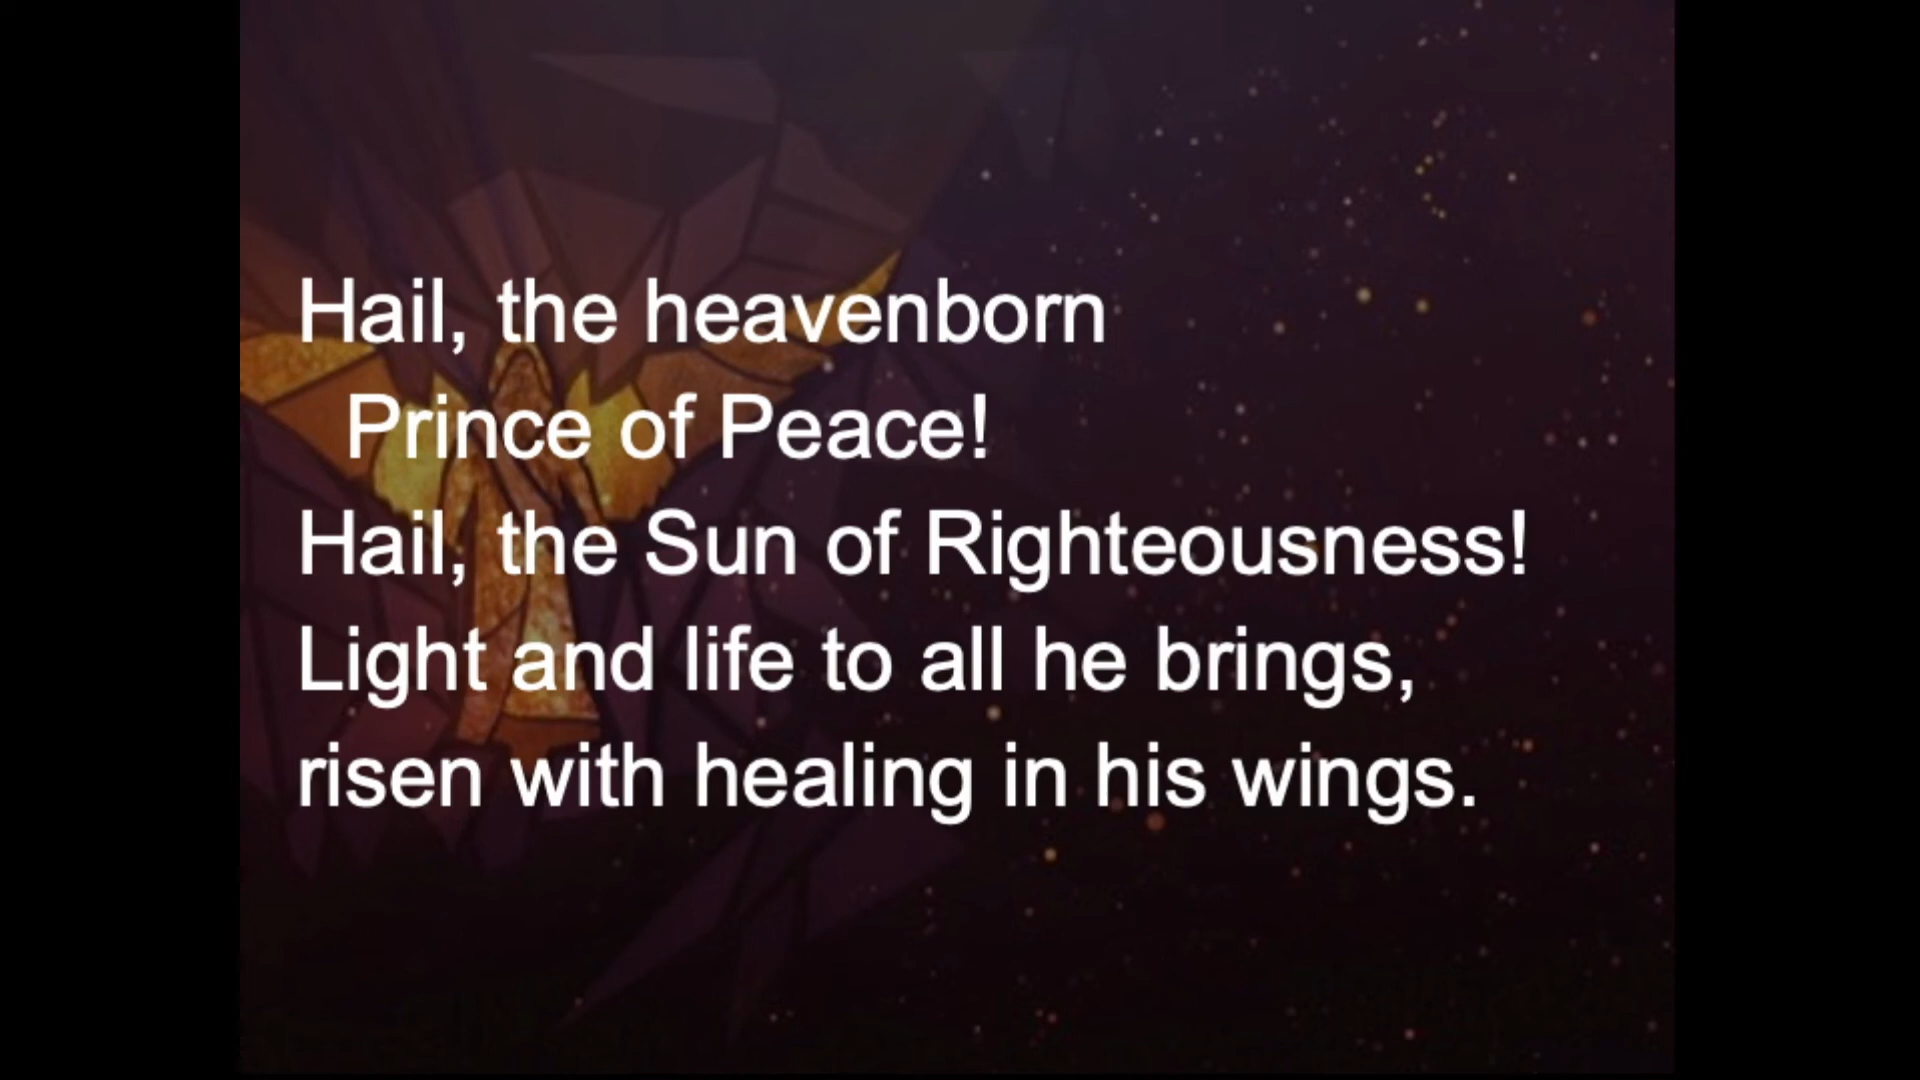 Hail, the heavenborn
Prince of Peace!
Hail, the Sun of Righteousness!
Light and life to all he brings,
risen with healing in his wings.